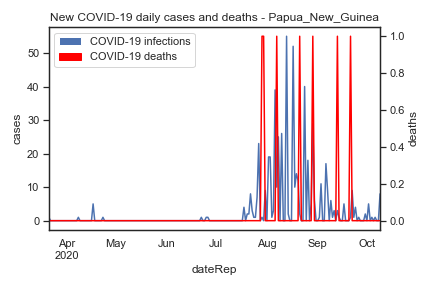 New COVID-19 daily cases and deaths - Papua_New_Guinea
COVID-19 infections
COVID-19 deaths
50
40
30
20
10
0
cases
1.0
0.8
0.6
0.4
0.2
0.0
deaths
Apr May Jun Jul Aug Sep Oct
2020
dateRep